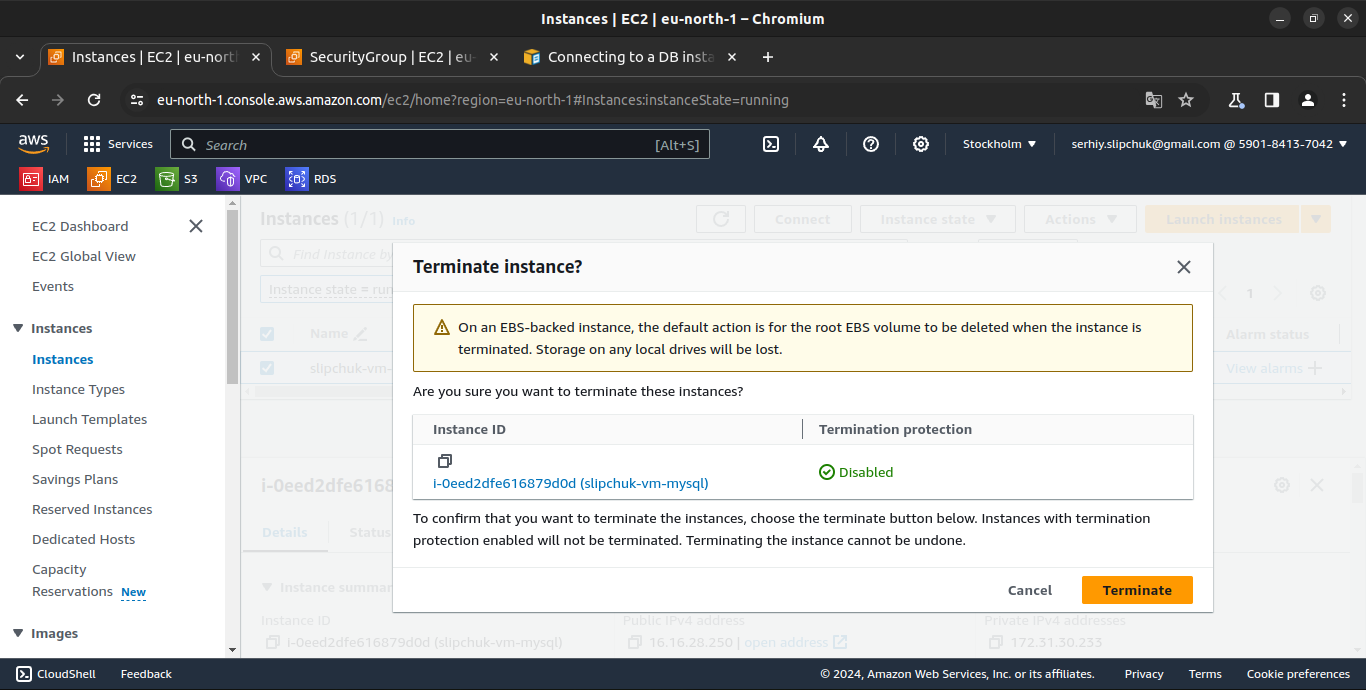 Instances | EC2 | eu-north-1 – Chromium
Instances | EC2 | eu-nort
SecurityGroup | EC2 | eu-
Connecting to a DB insta
eu-north-1.console.aws.amazon.com/ec2/home?region=eu-north-1#Instances:instanceState=running
aws
Services
Search
[Alt+S]
Stockholm
serhiy.slipchuk@gmail.com @ 5901-8413-7042
IAM
EC2
S3
VPC
RDS
EC2 Dashboard
EC2 Global View
Events
Instances
Instances
Instance Types
Launch Templates
Spot Requests
Savings Plans
Reserved Instances
Dedicated Hosts
Capacity
Reservations New
Images
Instances (1/1) Info
Connect
Instance state
Actions
Launch instances
Find Instance by
Instance state = run
1
Name
Alarm status
slipchuk-vm-
View alarms
Terminate instance?
On an EBS-backed instance, the default action is for the root EBS volume to be deleted when the instance is
terminated. Storage on any local drives will be lost.
Are you sure you want to terminate these instances?
Instance ID
Termination protection
i-0eed2dfe616879d0d (slipchuk-vm-mysql)
Disabled
To confirm that you want to terminate the instances, choose the terminate button below. Instances with termination
protection enabled will not be terminated. Terminating the instance cannot be undone.
Cancel
Terminate
i-0eed2dfe6168
Details
Status
Instance summar
Instance ID
i-0eed2dfe616879d0d (slipchuk-vm-mysql)
Public IPv4 address
16.16.28.250 | open address
Private IPv4 addresses
172.31.30.233
CloudShell
Feedback
© 2024, Amazon Web Services, Inc. or its affiliates.
Privacy
Terms
Cookie preferences